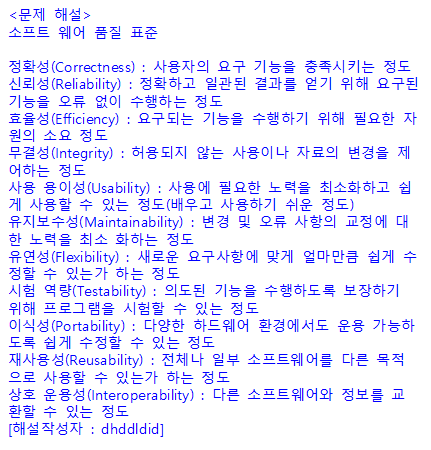 <문제 해설>
소프트 웨어 품질 표준
정확성(Correctness) : 사용자의 요구 기능을 충족시키는 정도
신뢰성(Reliability) : 정확하고 일관된 결과를 얻기 위해 요구된
기능을 오류 없이 수행하는 정도
효율성(Efficiency) : 요구되는 기능을 수행하기 위해 필요한 자
원의 소요 정도
무결성(Integrity) : 허용되지 않는 사용이나 자료의 변경을 제
어하는 정도
사용 용이성(Usability) : 사용에 필요한 노력을 최소화하고 쉽
게 사용할 수 있는 정도(배우고 사용하기 쉬운 정도)
유지보수성(Maintainability) : 변경 및 오류 사항의 교정에 대
한 노력을 최소 화하는 정도
유연성(Flexibility) : 새로운 요구사항에 맞게 얼마만큼 쉽게 수
정할 수 있는가 하는 정도
시험 역량(Testability) : 의도된 기능을 수행하도록 보장하기
위해 프로그램을 시험할 수 있는 정도
이식성(Portability) : 다양한 하드웨어 환경에서도 운용 가능하
도록 쉽게 수정할 수 있는 정도
재사용성(Reusability) : 전체나 일부 소프트웨어를 다른 목적
으로 사용할 수 있는가 하는 정도
상호 운용성(Interoperability) : 다른 소프트웨어와 정보를 교
환할 수 있는 정도
[해설작성자 : dhddldid]